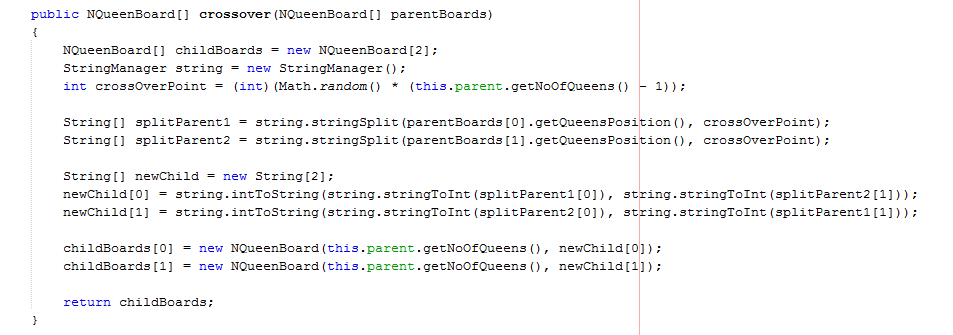 public NQueenBoard[] crossover(NQueenBoard[] parentBoards)
{
NQueenBoard[] childBoards = new NQueenBoard[2];
StringManager string = new StringManager();
int crossOverPoint = (int)(Math.random() * (this.parent.getNoOfQueens() - 1));
String[] splitParent1 = string.stringSplit(parentBoards[0].getQueensPosition(), crossOverPoint);
String[] splitParent2 = string.stringSplit(parentBoards[1].getQueensPosition(), crossOverPoint);
String[] newChild = new String[2];
newChild[0] = string.intToString(string.stringToInt(splitParent1[0]), string.stringToInt(splitParent2[1]));
newChild[1] = string.intToString(string.stringToInt(splitParent2[0]), string.stringToInt(splitParent1[1]));
childBoards[0] = new NQueenBoard(this.parent.getNoOfQueens(), newChild[0]);
childBoards[1] = new NQueenBoard(this.parent.getNoOfQueens(), newChild[1]);
return childBoards;
}